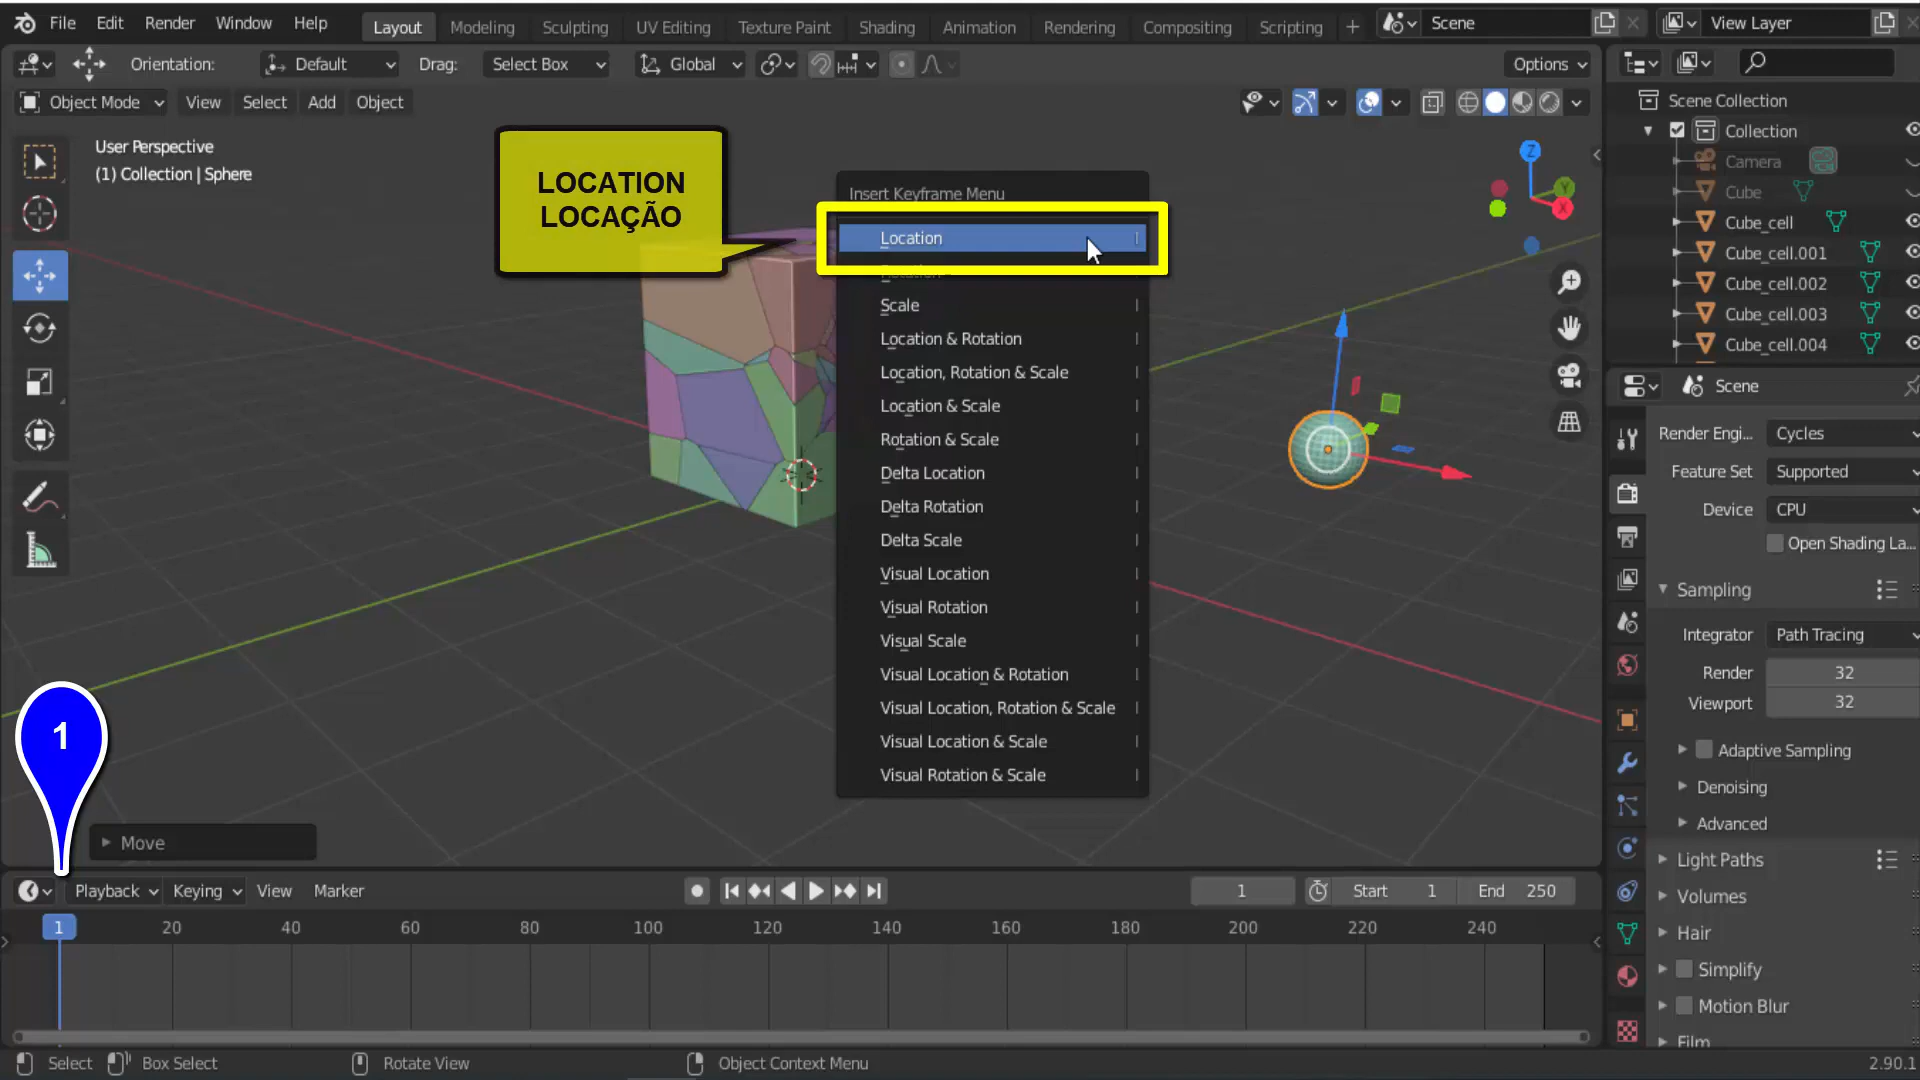 File Edit Render Window Help Layout Modeling Sculpting UV Editing Texture Paint Shading Animation Rendering Compositing Scripting + Scene View Layer
Orientation: Default Drag: Select Box Global Options
Object Mode View Select Add Object
User Perspective
(1) Collection | Sphere
LOCATION
LOCAÇÃO
Insert Keyframe Menu
Location I
Rotation
Scale I
Location & Rotation I
Location, Rotation & Scale I
Location & Scale I
Rotation & Scale I
Delta Location I
Delta Rotation I
Delta Scale I
Visual Location I
Visual Rotation I
Visual Scale I
Visual Location & Rotation I
Visual Location, Rotation & Scale I
Visual Location & Scale I
Visual Rotation & Scale I
Z
Y
X
Scene Collection
Collection
Camera
Cube
Cube_cell
Cube_cell.001
Cube_cell.002
Cube_cell.003
Cube_cell.004
Scene
Render Engi... Cycles
Feature Set Supported
Device CPU
Open Shading La...
Sampling
Integrator Path Tracing
Render 32
Viewport 32
Adaptive Sampling
Denoising
Advanced
Light Paths
Volumes
Hair
Simplify
Motion Blur
Film
1
Move
Playback Keying View Marker 1 Start 1 End 250
1 20 40 60 80 100 120 140 160 180 200 220 240
Select Box Select Rotate View Object Context Menu 2.90.1